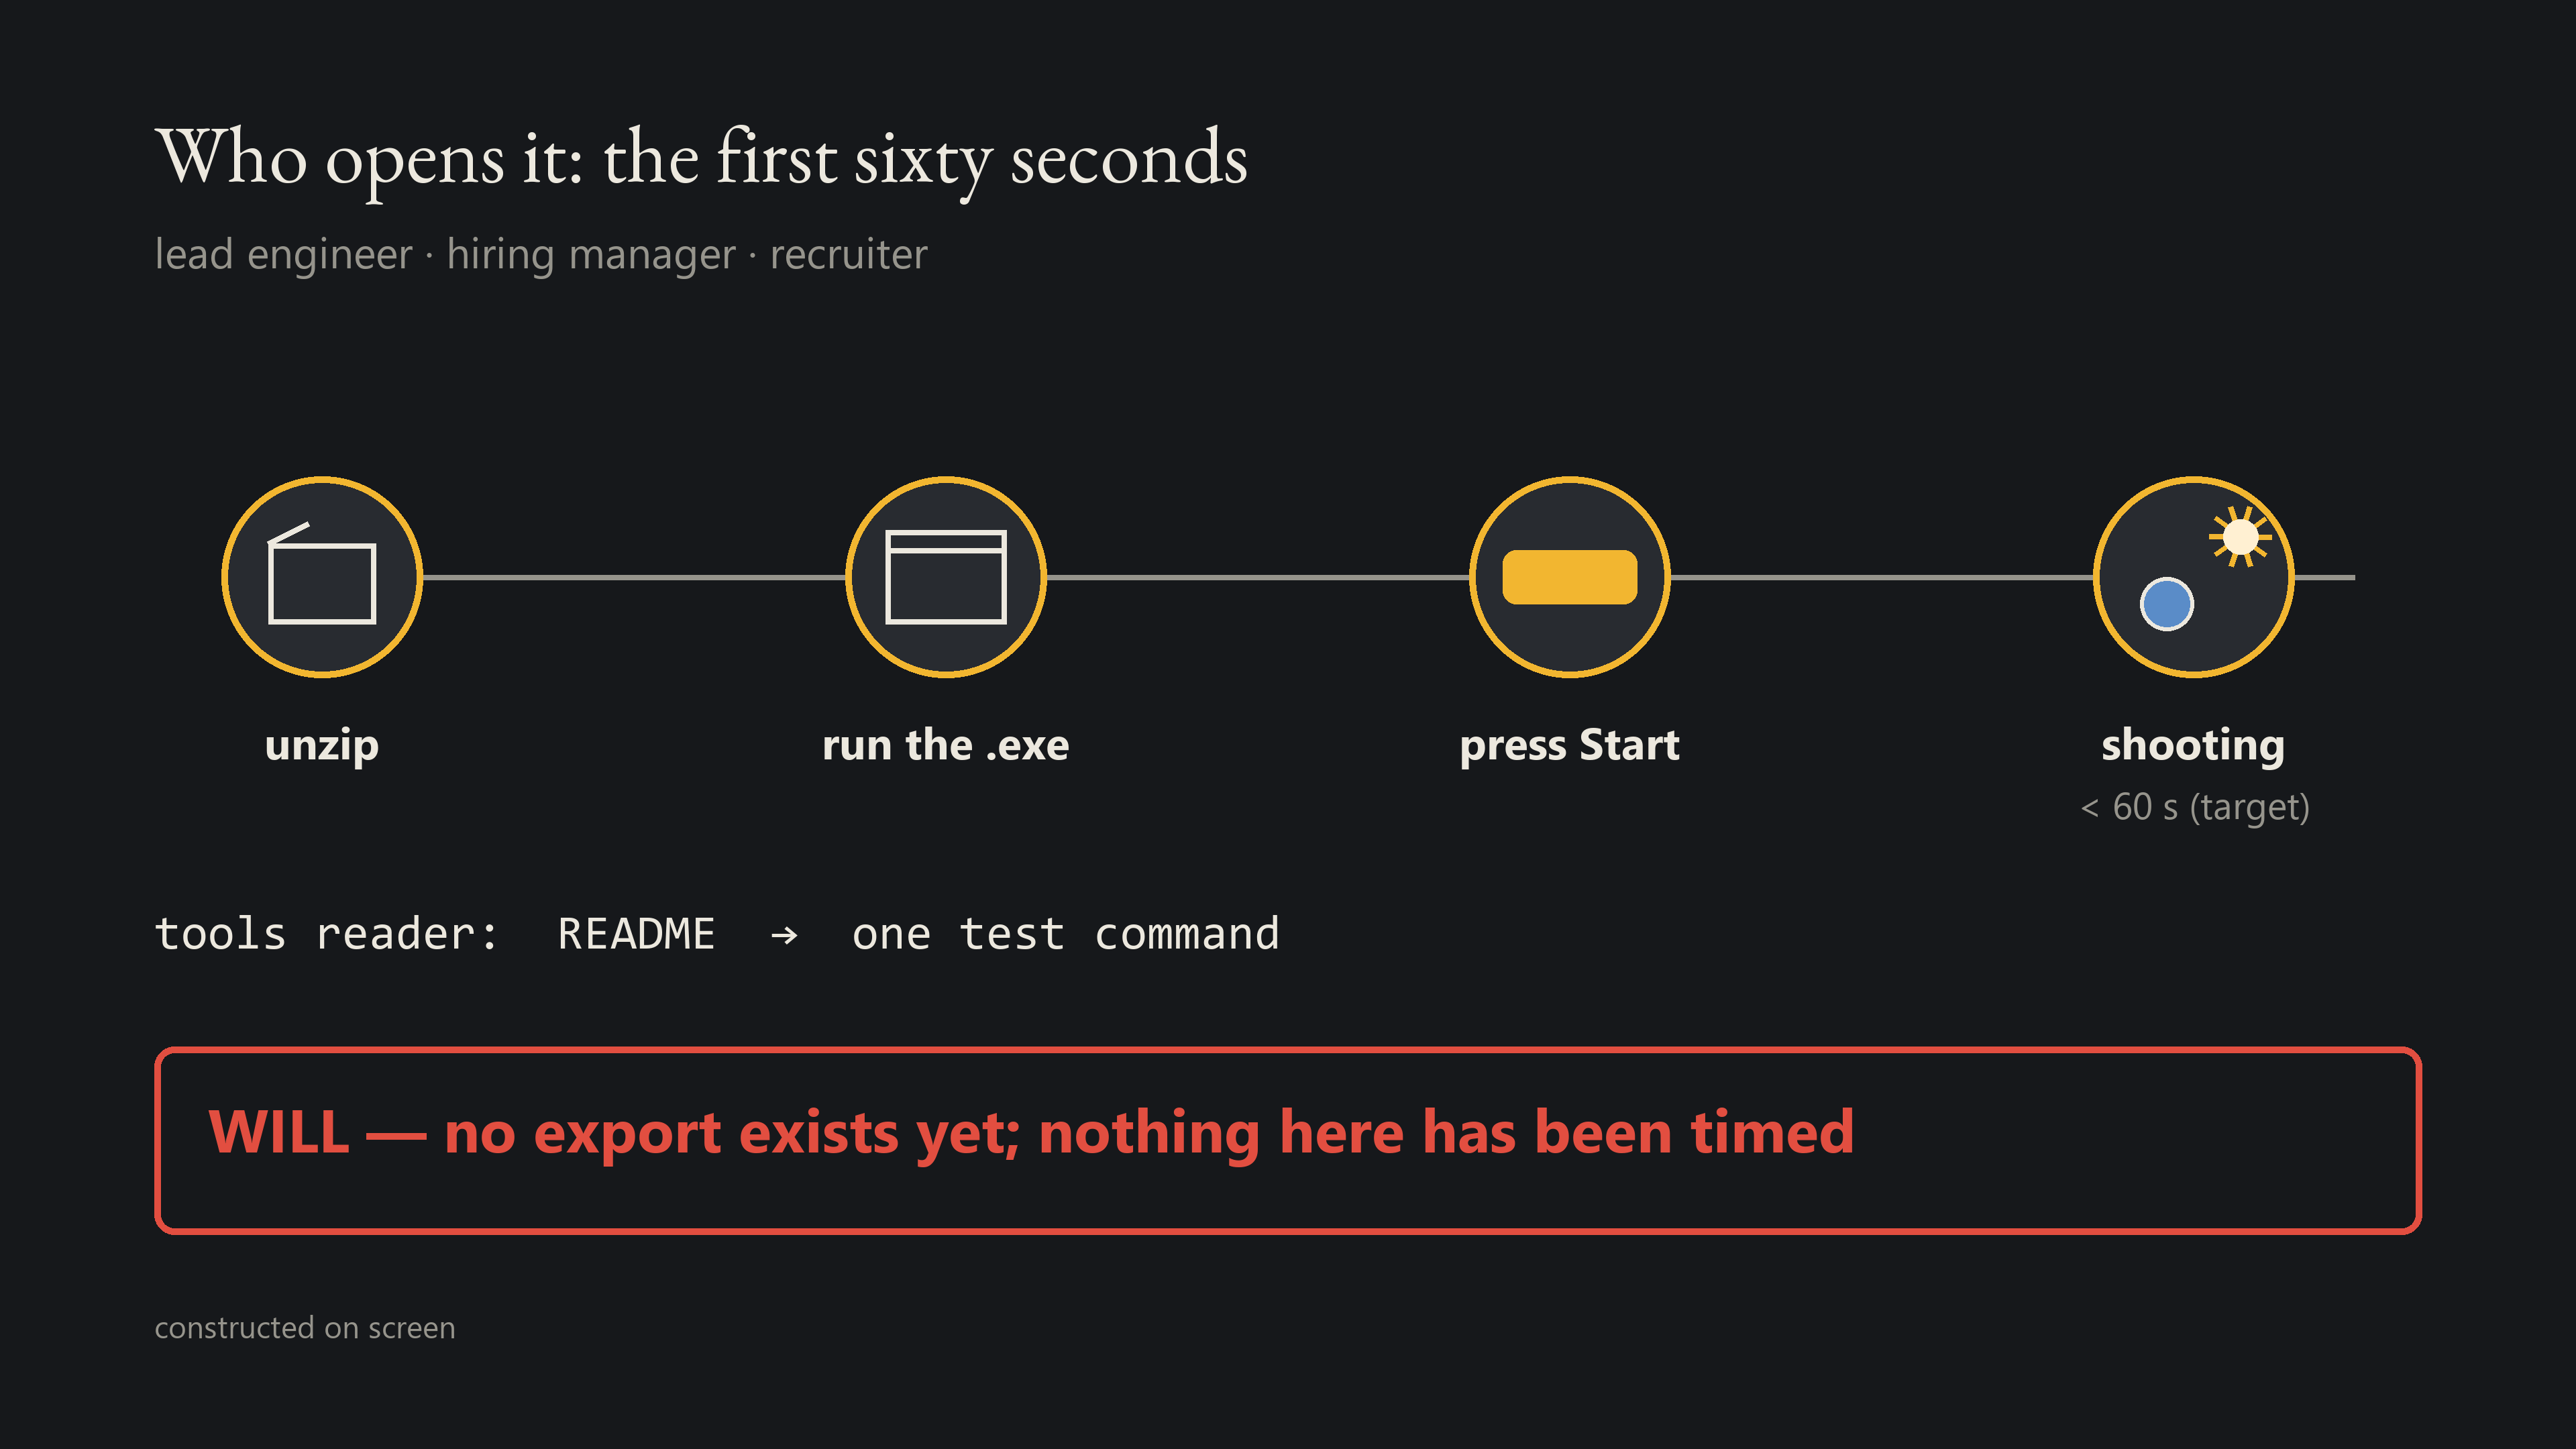 Who opens it: the first sixty seconds
lead engineer · hiring manager · recruiter
unzip
run the .exe
press Start
shooting
< 60 s (target)
tools reader:  README  →  one test command
WILL — no export exists yet; nothing here has been timed
constructed on screen